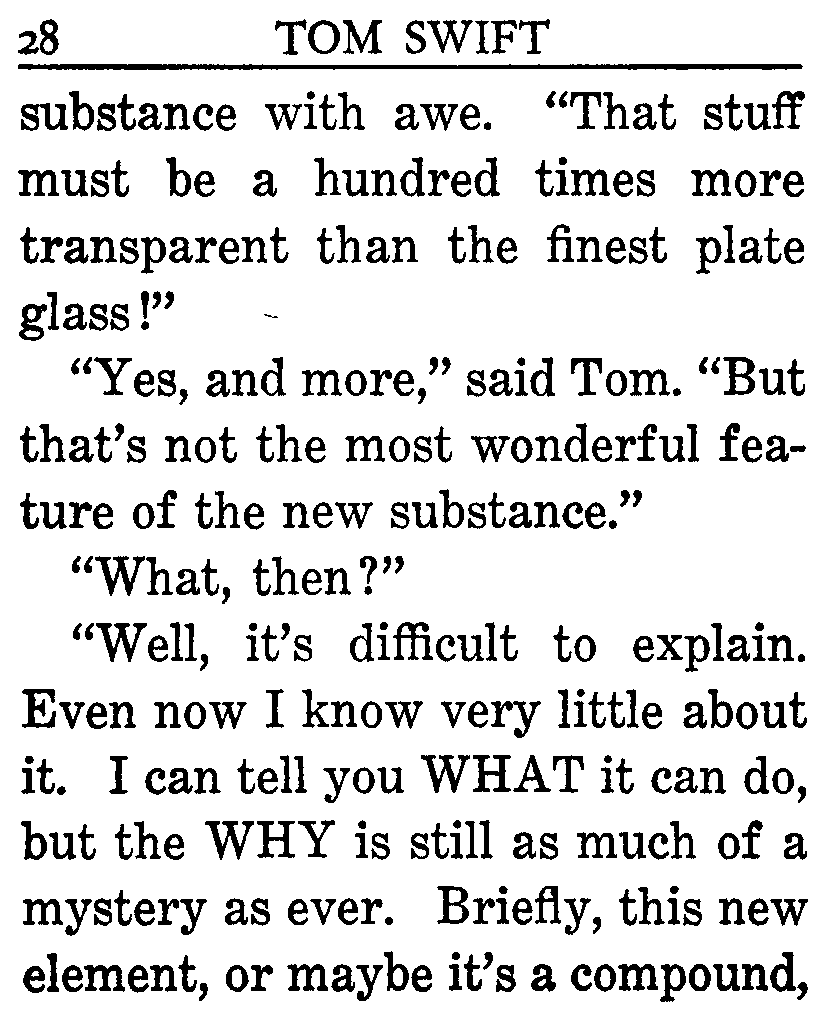 28 TOM SWIFT
substance with awe. “That stuff
must be a hundred times more
transparent than the finest plate
glass!”
“Yes, and more,” said Tom. “But
that’s not the most wonderful fea-
ture of the new substance.”
“What, then?”
“Well, it’s difficult to explain.
Even now I know very little about
it. I can tell you WHAT it can do,
but the WHY is still as much of a
mystery as ever. Briefly, this new
element, or maybe it’s a compound,